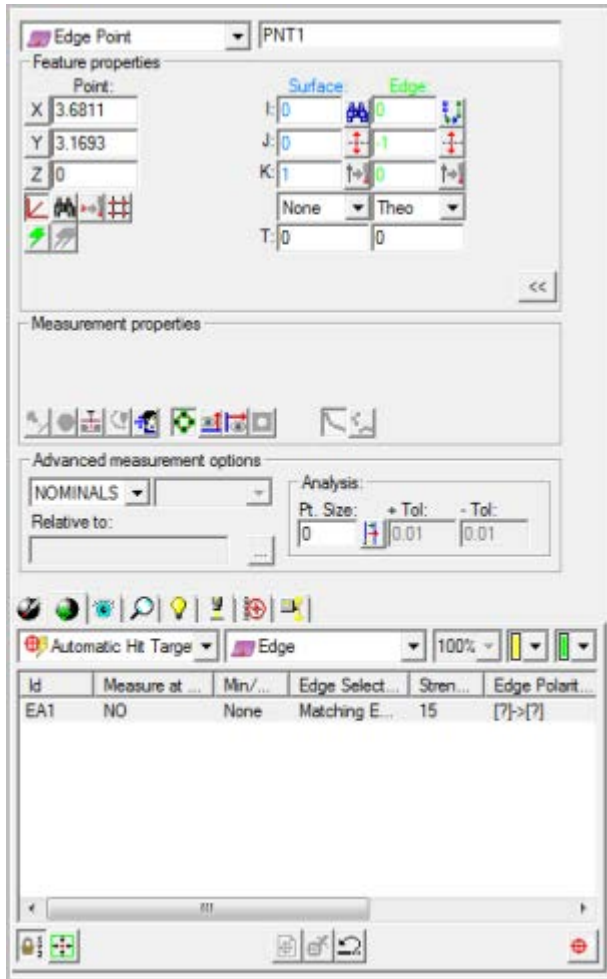 Edge Point PNT1
Feature properties
Point: Surface: Edge:
X 3.6811 I: 0 0
Y 3.1693 J: 0 -1
Z 0 K: 1 0
None Theo
T: 0 0
<<
Measurement properties
Advanced measurement options
NOMINALS
Analysis:
Relative to: Pt. Size: + Tol: - Tol:
0 0.01 0.01
...
Automatic Hit Targe Edge 100%
Id Measure at ... Min/... Edge Select... Stren... Edge Polarit...
EA1 NO None Matching E... 15 [?]->[?]